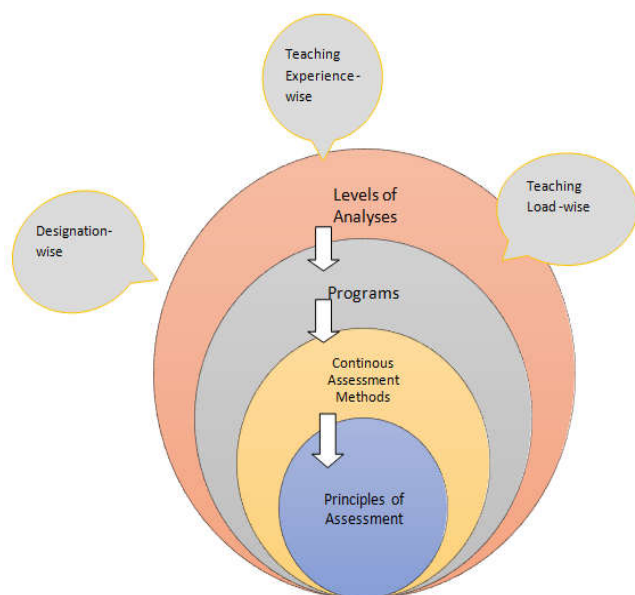 Teaching
Experience-
wise
Teaching
Load-wise
Designation-
wise
Levels of
Analyses
Programs
Continous
Assessment
Methods
Principles of
Assessment